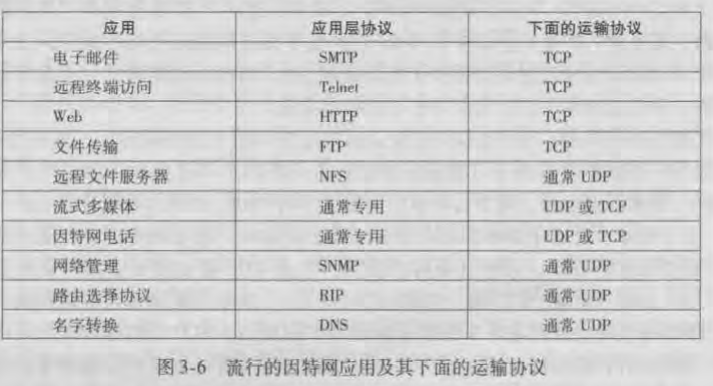 应用 应用层协议 下面的运输协议
电子邮件 SMTP TCP
远程终端访问 Telnet TCP
Web HTTP TCP
文件传输 FTP TCP
远程文件服务器 NFS 通常 UDP
流式多媒体 通常专用 UDP 或 TCP
因特网电话 通常专用 UDP 或 TCP
网络管理 SNMP 通常 UDP
路由选择协议 RIP 通常 UDP
名字转换 DNS 通常 UDP
图 3-6 流行的因特网应用及其下面的运输协议